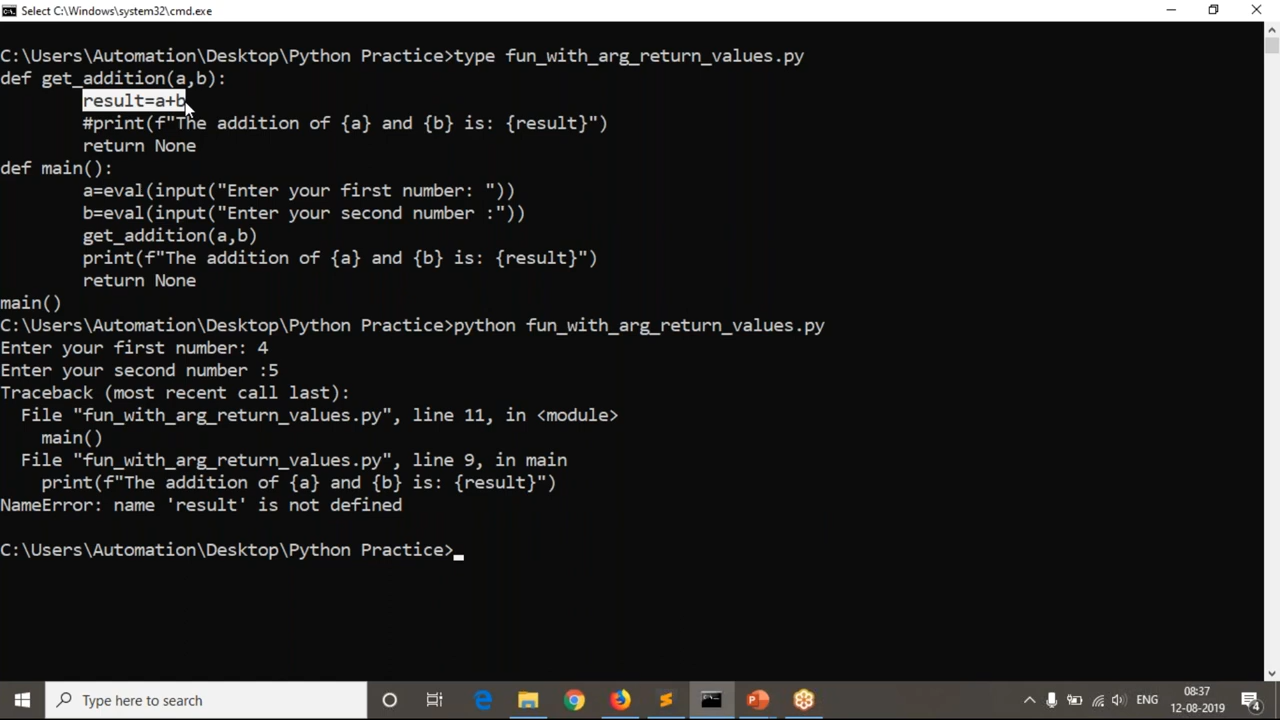 Select C:\Windows\system32\cmd.exe
C:\Users\Automation\Desktop\Python Practice>type fun_with_arg_return_values.py
def get_addition(a,b):
        result=a+b
        #print(f"The addition of {a} and {b} is: {result}")
        return None
def main():
        a=eval(input("Enter your first number: "))
        b=eval(input("Enter your second number :"))
        get_addition(a,b)
        print(f"The addition of {a} and {b} is: {result}")
        return None
main()
C:\Users\Automation\Desktop\Python Practice>python fun_with_arg_return_values.py
Enter your first number: 4
Enter your second number :5
Traceback (most recent call last):
  File "fun_with_arg_return_values.py", line 11, in <module>
    main()
  File "fun_with_arg_return_values.py", line 9, in main
    print(f"The addition of {a} and {b} is: {result}")
NameError: name 'result' is not defined
C:\Users\Automation\Desktop\Python Practice>
Type here to search
ENG
08:37
12-08-2019
4